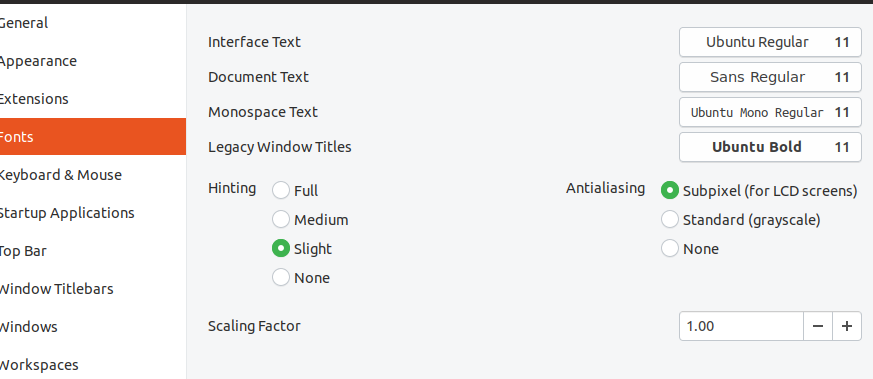 General
Appearance
Extensions
Fonts
Keyboard & Mouse
Startup Applications
Top Bar
Window Titlebars
Windows
Workspaces
Interface Text Ubuntu Regular 11
Document Text Sans Regular 11
Monospace Text Ubuntu Mono Regular 11
Legacy Window Titles Ubuntu Bold 11
Hinting
Full
Medium
Slight
None
Antialiasing
Subpixel (for LCD screens)
Standard (grayscale)
None
Scaling Factor 1.00 − +